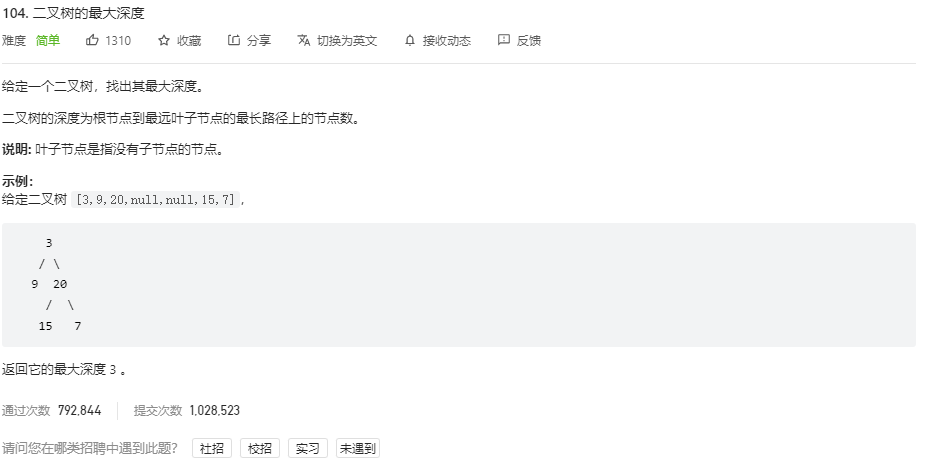 104. 二叉树的最大深度
难度 简单 1310 收藏 分享 切换为英文 接收动态 反馈
给定一个二叉树，找出其最大深度。
二叉树的深度为根节点到最远叶子节点的最长路径上的节点数。
说明: 叶子节点是指没有子节点的节点。
示例：
给定二叉树 [3,9,20,null,null,15,7]，
3
/ \
9 20
/ \
15 7
返回它的最大深度 3 。
通过次数 792,844 提交次数 1,028,523
请问您在哪类招聘中遇到此题？ 社招 校招 实习 未遇到